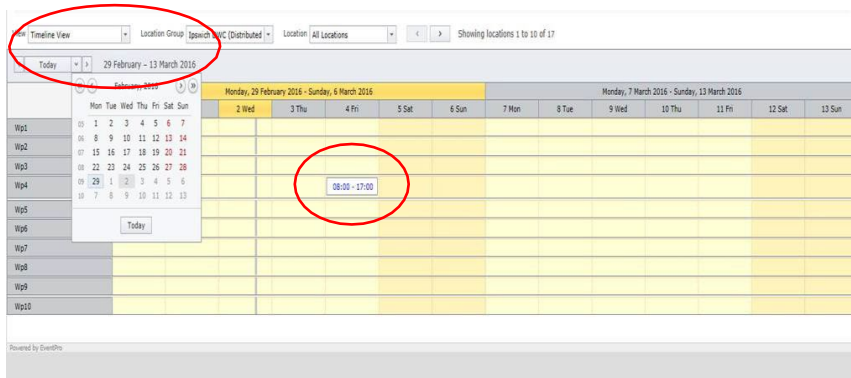 View Timeline View Location Group Ipswich (Distributed Location All Locations Showing locations 1 to 10 of 17
Today 29 February - 13 March 2016
February, 2016
Monday, 29 February 2016 - Sunday, 6 March 2016 Monday, 7 March 2016 - Sunday, 13 March 2016
2 Wed 3 Thu 4 Fri 5 Sat 6 Sun 7 Mon 8 Tue 9 Wed 10 Thu 11 Fri 12 Sat 13 Sun
Mon Tue Wed Thu Fri Sat Sun
05 1 2 3 4 5 6 7
06 8 9 10 11 12 13 14
07 15 16 17 18 19 20 21
08 22 23 24 25 26 27 28
09 29 1 2 3 4 5 6
10 7 8 9 10 11 12 13
Today
Wp1
Wp2
Wp3
Wp4 08:00 - 17:00
Wp5
Wp6
Wp7
Wp8
Wp9
Wp10
Powered by EventPro